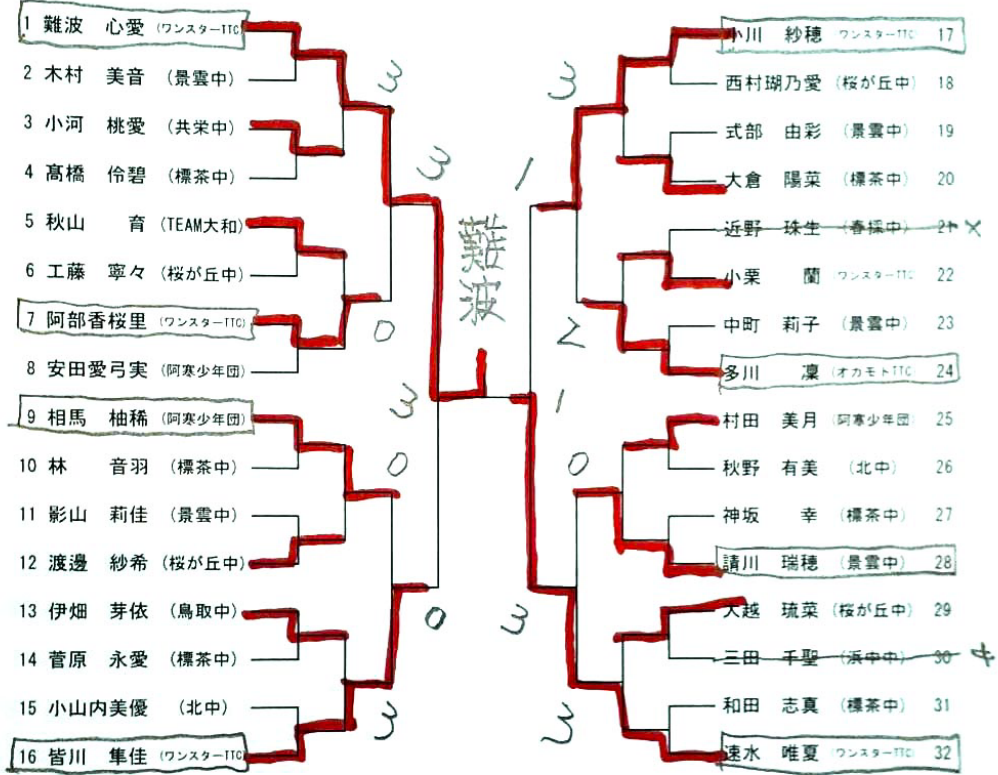 1 難波 心愛 (ワンスターTTC)
2 木村 美音 (景雲中)
3 小河 桃愛 (共栄中)
4 髙橋 伶碧 (標茶中)
5 秋山 育 (TEAM大和)
6 工藤 寧々 (桜が丘中)
7 阿部香桜里 (ワンスターTTC)
8 安田愛弓実 (阿寒少年団)
9 相馬 柚稀 (阿寒少年団)
10 林 音羽 (標茶中)
11 影山 莉佳 (景雲中)
12 渡邉 紗希 (桜が丘中)
13 伊畑 芽依 (鳥取中)
14 菅原 永愛 (標茶中)
15 小山内美優 (北中)
16 皆川 隼佳 (ワンスターTTC)
3
3
0
3
0
0
3
難波
1
3
2
1
0
3
3
小川 紗穂 (ワンスターTTC) 17
西村瑚乃愛 (桜が丘中) 18
式部 由彩 (景雲中) 19
大倉 陽菜 (標茶中) 20
近野 珠生 (春採中) 21 ×
小栗 蘭 (ワンスターTTC) 22
中町 莉子 (景雲中) 23
多川 凜 (オカモトTTC) 24
村田 美月 (阿寒少年団) 25
秋野 有美 (北中) 26
神坂 幸 (標茶中) 27
請川 瑞穂 (景雲中) 28
大越 琉菜 (桜が丘中) 29
三田 千聖 (浜中中) 30 キ
和田 志真 (標茶中) 31
速水 唯夏 (ワンスターTTC) 32